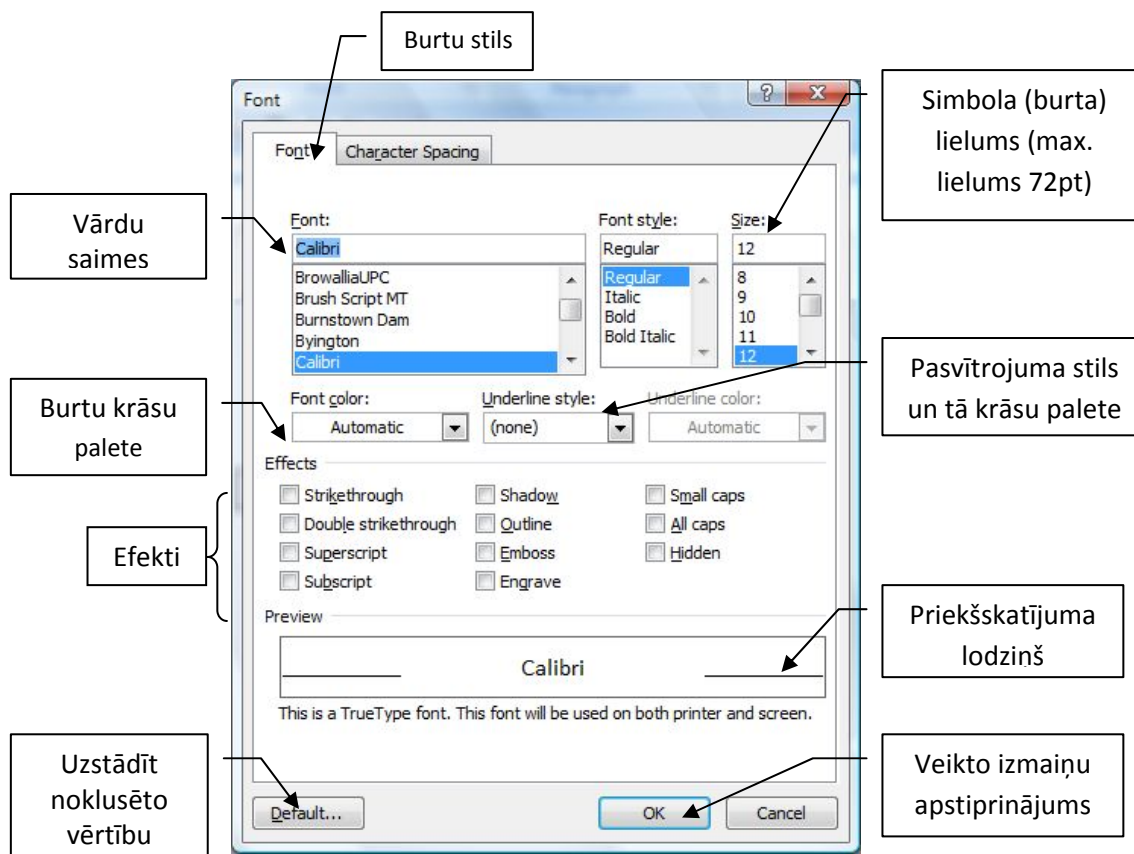 Burtu stils
Font
Simbola (burta)
lielums (max.
lielums 72pt)
Font
Character Spacing
Vārdu
saimes
Font:
Font style:
Size:
Calibri
Regular
12
BrowalliaUPC
Brush Script MT
Burnstown Dam
Byington
Calibri
Regular
Italic
Bold
Bold Italic
8
9
10
11
12
Pasvītrojuma stils
un tā krāsu palete
Burtu krāsu
palete
Font color:
Underline style:
Underline color:
Automatic
(none)
Automatic
Effects
Strikethrough
Shadow
Small caps
Double strikethrough
Outline
All caps
Efekti
Superscript
Emboss
Hidden
Subscript
Engrave
Preview
Priekšskatījuma
lodziņš
Calibri
This is a TrueType font. This font will be used on both printer and screen.
Uzstādīt
noklusēto
vērtību
Veikto izmaiņu
apstiprinājums
Default...
OK
Cancel